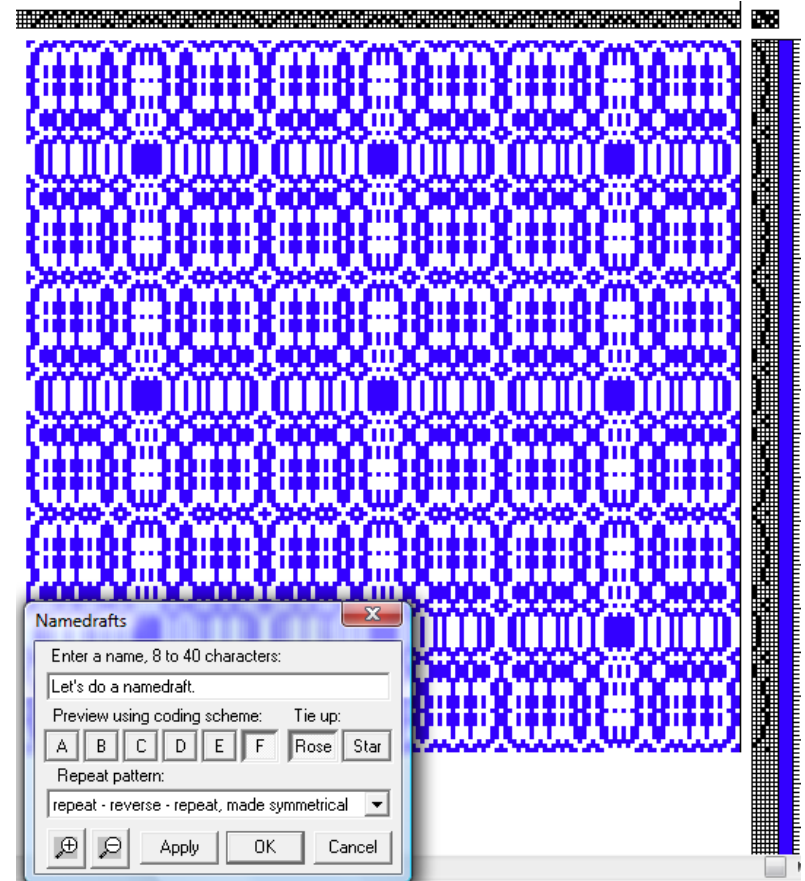 Namedrafts
Enter a name, 8 to 40 characters:
Let's do a namedraft.
Preview using coding scheme: Tie up:
A B C D E F Rose Star
Repeat pattern:
repeat - reverse - repeat, made symmetrical
Apply OK Cancel